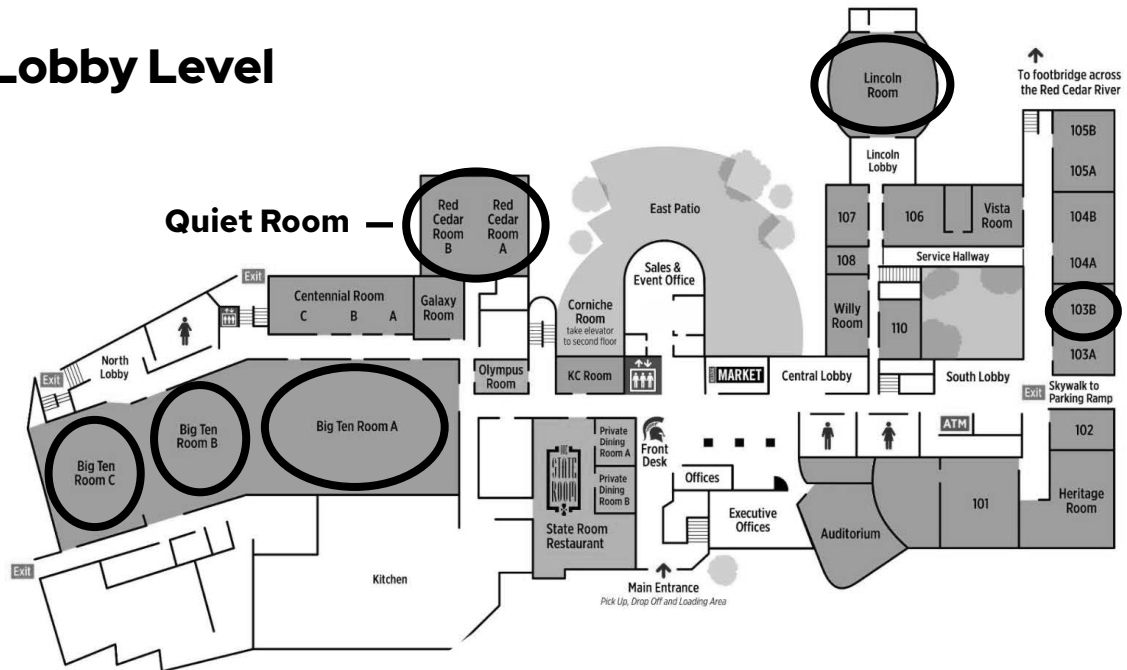 Lobby Level
Lincoln
Room
To footbridge across
the Red Cedar River
105B
105A
Lincoln
Lobby
Quiet Room
Red
Cedar
Room
B
Red
Cedar
Room
A
East Patio
107
106
Vista
Room
104B
108
Service Hallway
104A
Exit
Sales &
Event Office
Centennial Room
C B A
Galaxy
Room
Corniche
Room
take elevator
to second floor
Willy
Room
110
103B
103A
North
Lobby
Exit
Olympus
Room
KC Room
MARKET
Central Lobby
South Lobby
Exit
Skywalk to
Parking Ramp
Big Ten
Room C
Big Ten
Room B
Big Ten Room A
Private
Dining
Room A
Front
Desk
ATM
102
THE
STATE
ROOM
Private
Dining
Room B
Offices
101
Heritage
Room
Executive
Offices
Auditorium
State Room
Restaurant
Exit
Kitchen
Main Entrance
Pick Up, Drop Off and Loading Area